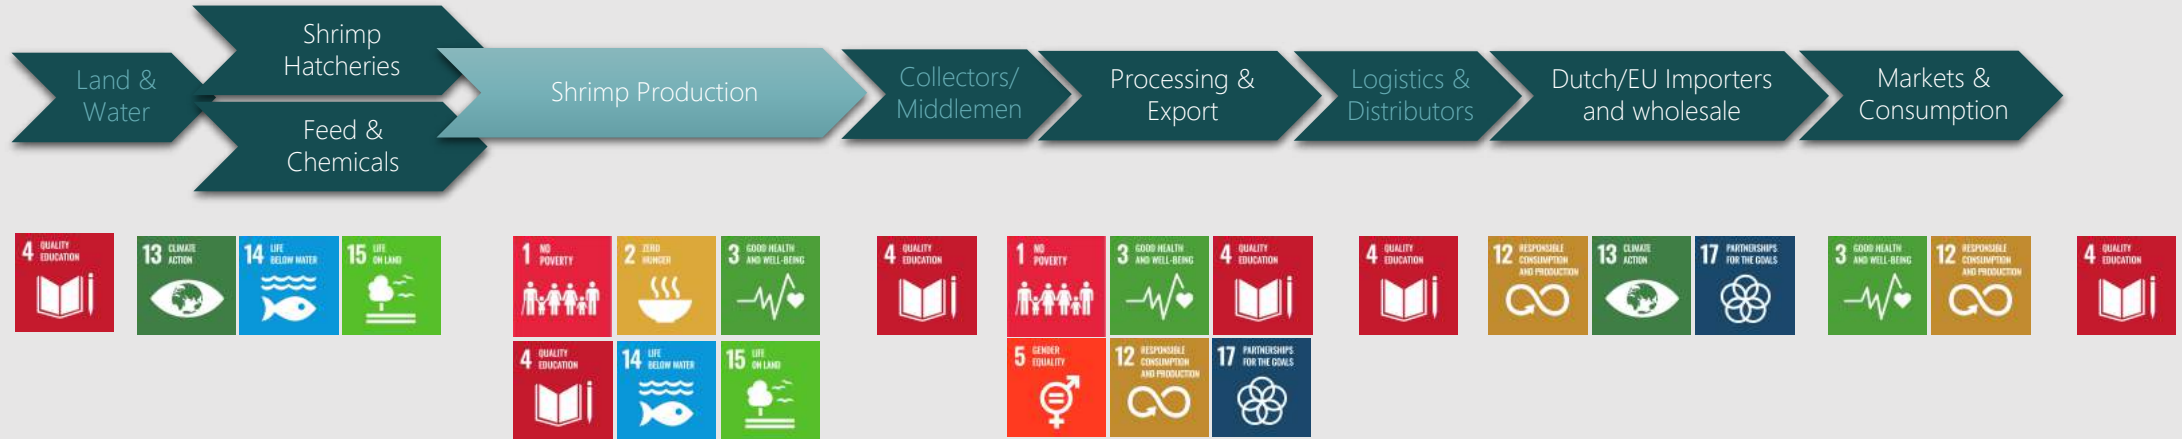 Land &
Water
Shrimp
Hatcheries
Feed &
Chemicals
Shrimp Production
Collectors/
Middlemen
Processing &
Export
Logistics &
Distributors
Dutch/EU Importers
and wholesale
Markets &
Consumption
4 QUALITY
EDUCATION
13 CLIMATE
ACTION
14 LIFE
BELOW WATER
15 LIFE
ON LAND
1 NO
POVERTY
2 ZERO
HUNGER
3 GOOD HEALTH
AND WELL-BEING
4 QUALITY
EDUCATION
14 LIFE
BELOW WATER
15 LIFE
ON LAND
4 QUALITY
EDUCATION
1 NO
POVERTY
3 GOOD HEALTH
AND WELL-BEING
4 QUALITY
EDUCATION
5 GENDER
EQUALITY
12 RESPONSIBLE
CONSUMPTION
AND PRODUCTION
17 PARTNERSHIPS
FOR THE GOALS
4 QUALITY
EDUCATION
12 RESPONSIBLE
CONSUMPTION
AND PRODUCTION
13 CLIMATE
ACTION
17 PARTNERSHIPS
FOR THE GOALS
3 GOOD HEALTH
AND WELL-BEING
12 RESPONSIBLE
CONSUMPTION
AND PRODUCTION
4 QUALITY
EDUCATION